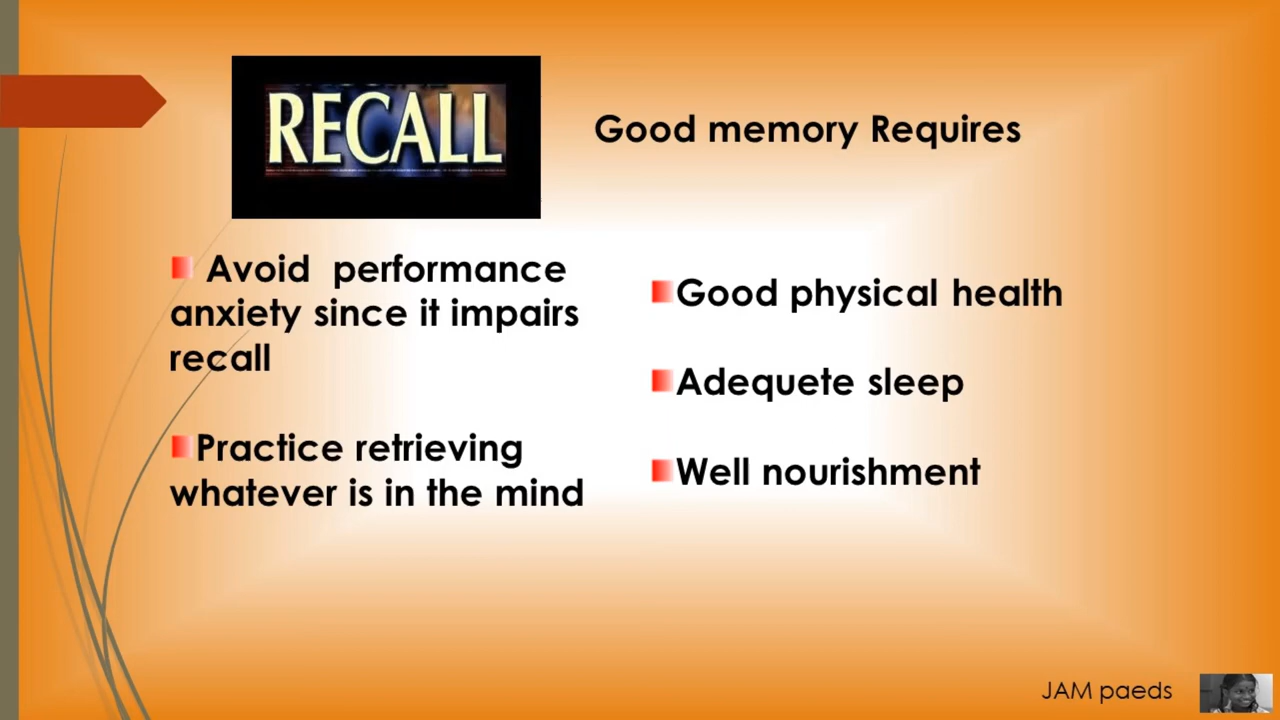 RECALL
Good memory Requires
Avoid performance
anxiety since it impairs
recall
Practice retrieving
whatever is in the mind
Good physical health
Adequete sleep
Well nourishment
JAM paeds